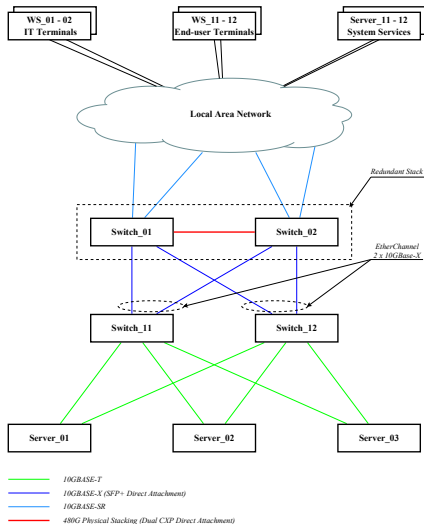 WS_01 - 02
IT Terminals
WS_11 - 12
End-user Terminals
Server_11 - 12
System Services
Local Area Network
Redundant Stack
Switch_01
Switch_02
EtherChannel
2 x 10GBase-X
Switch_11
Switch_12
Server_01
Server_02
Server_03
10GBASE-T
10GBASE-X (SFP+ Direct Attachment)
10GBASE-SR
480G Physical Stacking (Dual CXP Direct Attachment)